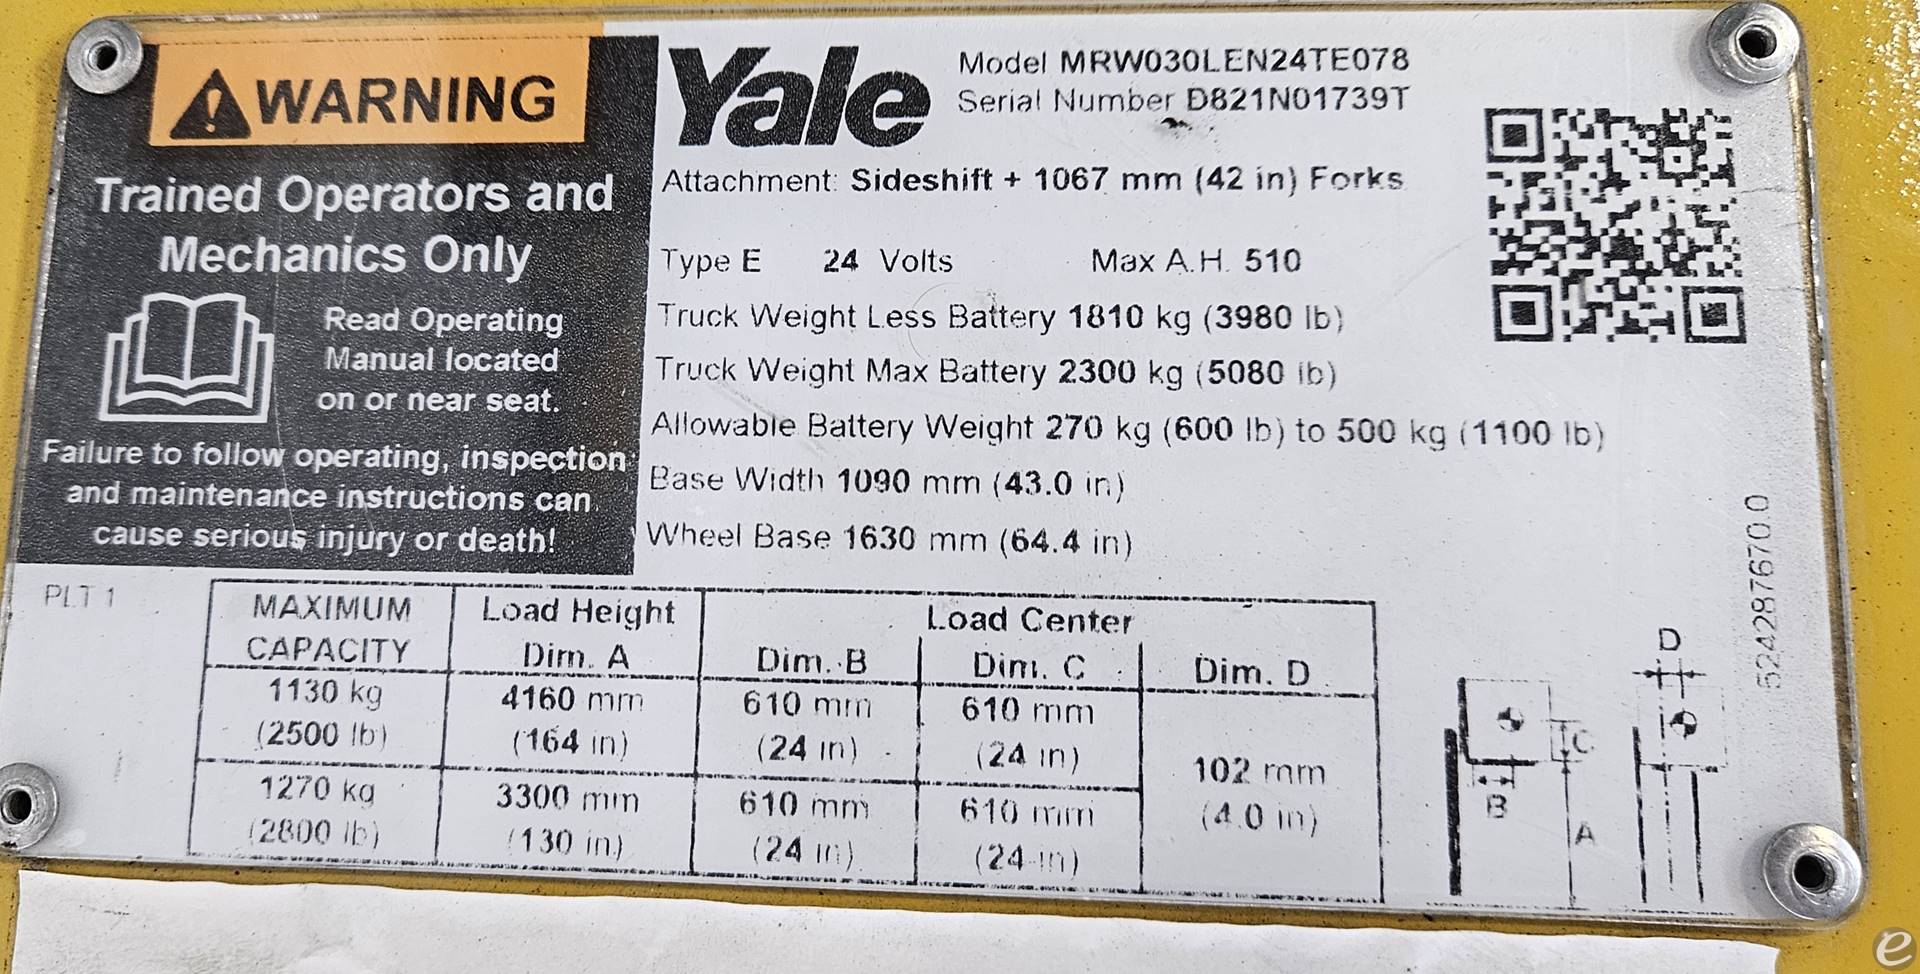 WARNING
Trained Operators and
Mechanics Only
Read Operating
Manual located
on or near seat.
Failure to follow operating, inspection
and maintenance instructions can
cause serious injury or death!
Yale
Model MRW030LEN24TE078
Serial Number D821N01739T
Attachment: Sideshift + 1067 mm (42 in) Forks
Type E 24 Volts Max A.H. 510
Truck Weight Less Battery 1810 kg (3980 lb)
Truck Weight Max Battery 2300 kg (5080 lb)
Allowable Battery Weight 270 kg (600 lb) to 500 kg (1100 lb)
Base Width 1090 mm (43.0 in)
Wheel Base 1630 mm (64.4 in)
524287670.0
PLT 1
MAXIMUM CAPACITY Load Height Dim. A Load Center
Dim. B Dim. C Dim. D
1130 kg 4160 mm 610 mm 610 mm
(2500 lb) (164 in) (24 in) (24 in)
102 mm
(4.0 in)
1270 kg 3300 mm 610 mm 610 mm
(2800 lb) (130 in) (24 in) (24 in)
D
C
B
A
e